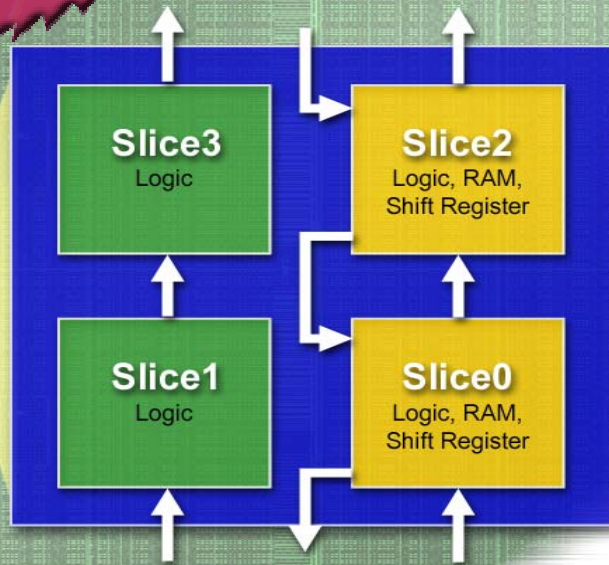 Slice3
Logic
Slice2
Logic, RAM,
Shift Register
Slice1
Logic
Slice0
Logic, RAM,
Shift Register